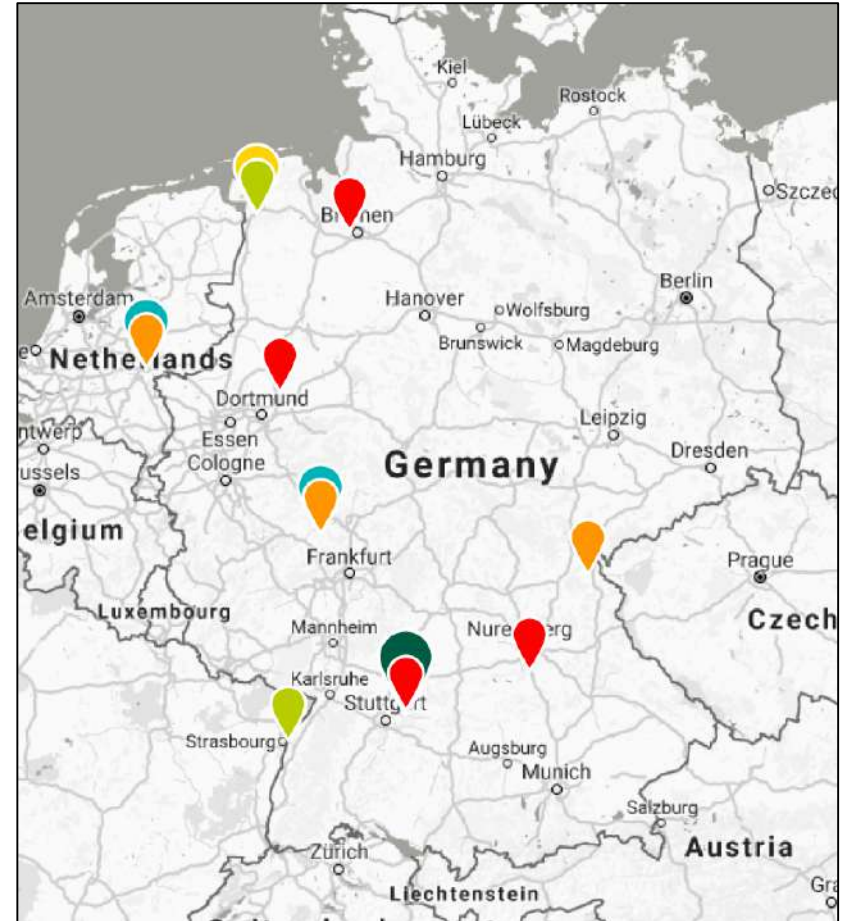 Kiel
Rostock
Lübeck
Hamburg
Szczec
Berlin
Amsterdam
Hanover
Wolfsburg
Brunswick
Magdeburg
Netherlands
Dortmund
Leipzig
ntwerp
Essen
Cologne
Dresden
ussels
Germany
elgium
Frankfurt
Prague
Luxembourg
Mannheim
Czech
Karlsruhe
Strasbourg
Augsburg
Munich
Salzburg
Austria
Zürich
Gra
Liechtenstein